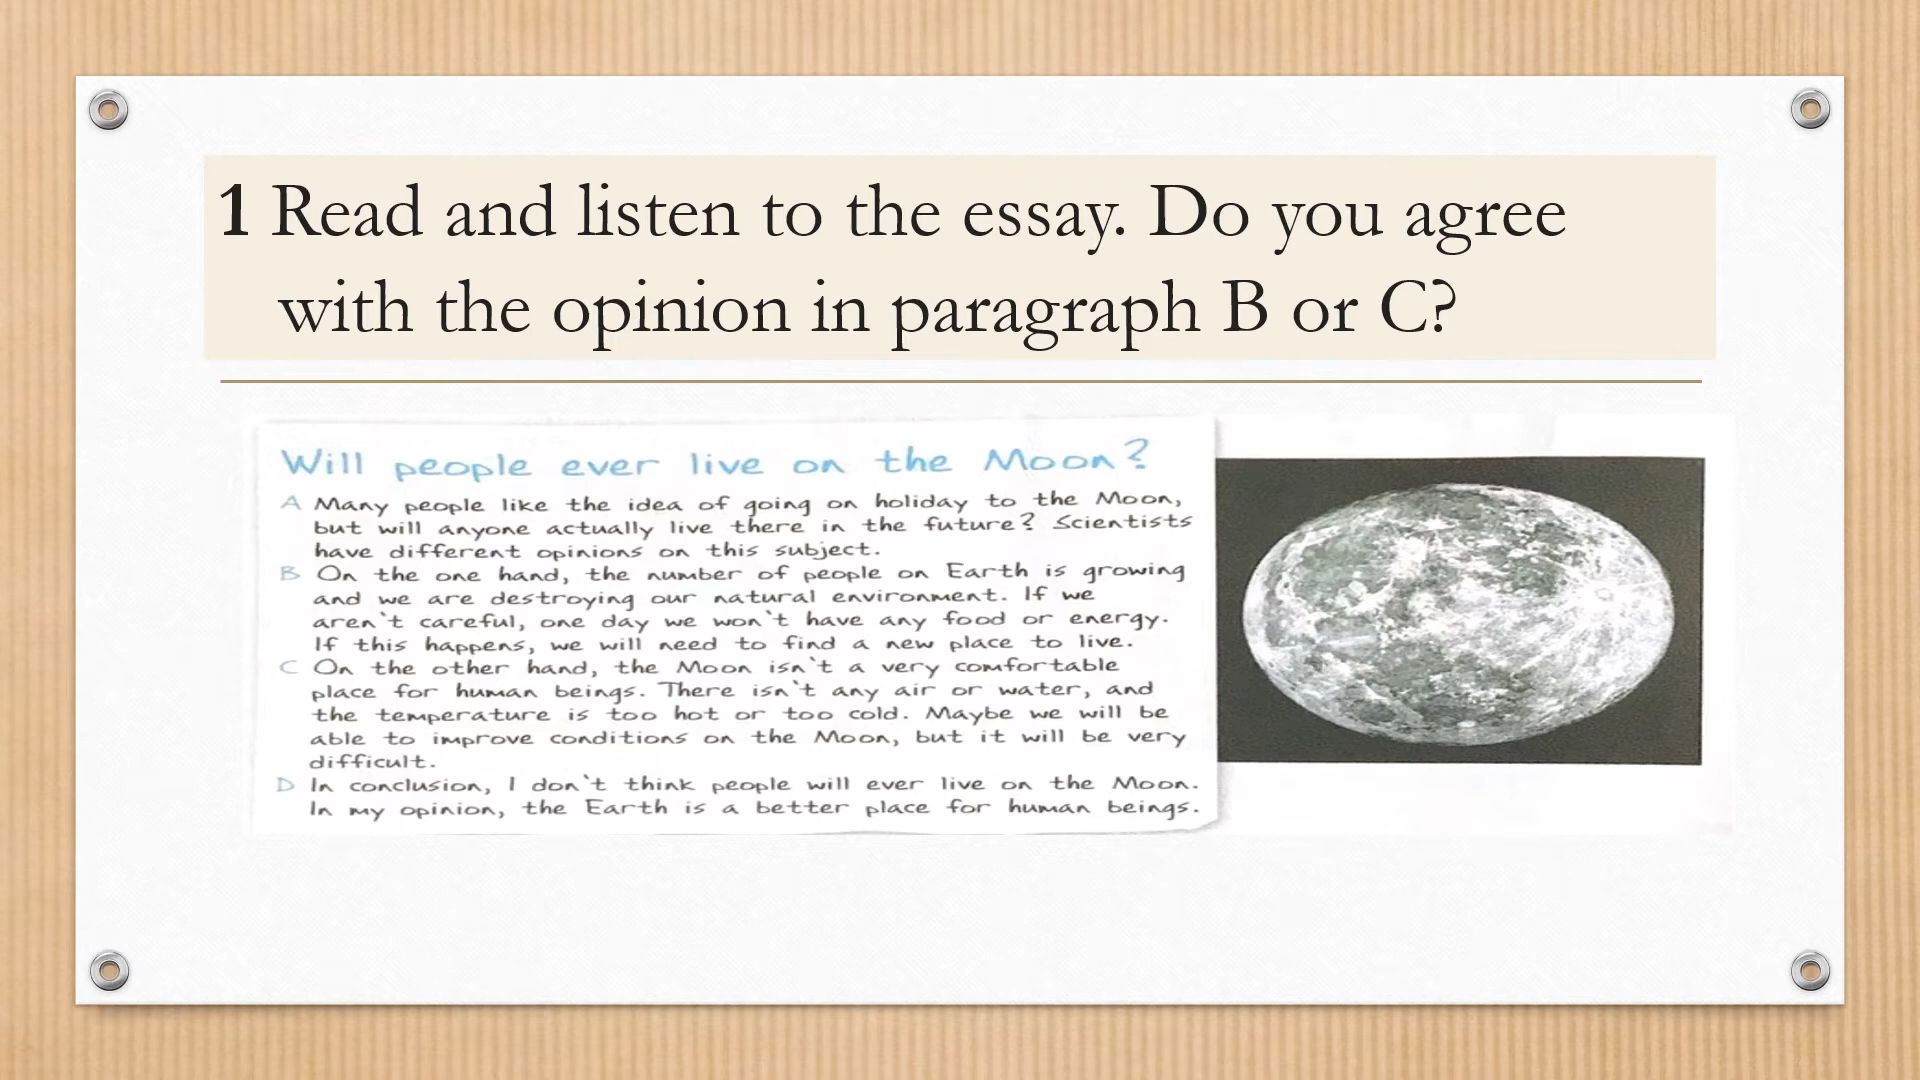 1 Read and listen to the essay. Do you agree
with the opinion in paragraph B or C?
Will people ever live on the Moon?
A Many people like the idea of going on holiday to the Moon,
but will anyone actually live there in the future? Scientists
have different opinions on this subject.
B On the one hand, the number of people on Earth is growing
and we are destroying our natural environment. If we
aren't careful, one day we won't have any food or energy.
If this happens, we will need to find a new place to live.
C On the other hand, the Moon isn't a very comfortable
place for human beings. There isn't any air or water, and
the temperature is too hot or too cold. Maybe we will be
able to improve conditions on the Moon, but it will be very
difficult.
D In conclusion, I don't think people will ever live on the Moon.
In my opinion, the Earth is a better place for human beings.